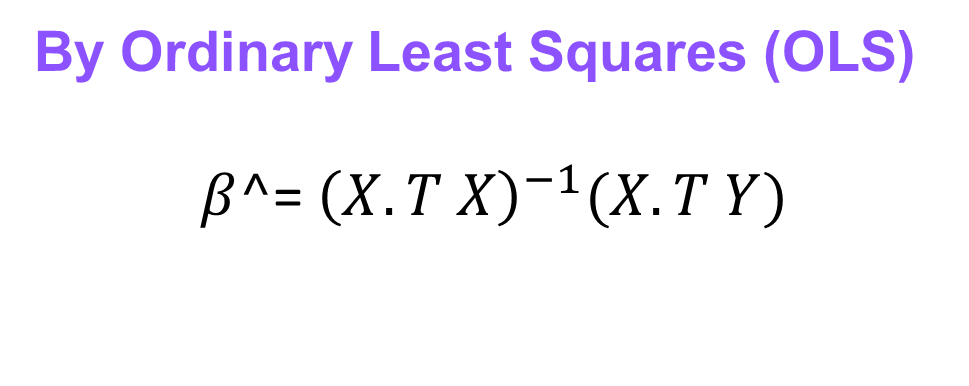 By Ordinary Least Squares (OLS)
β^= (X.T X)⁻¹(X.T Y)